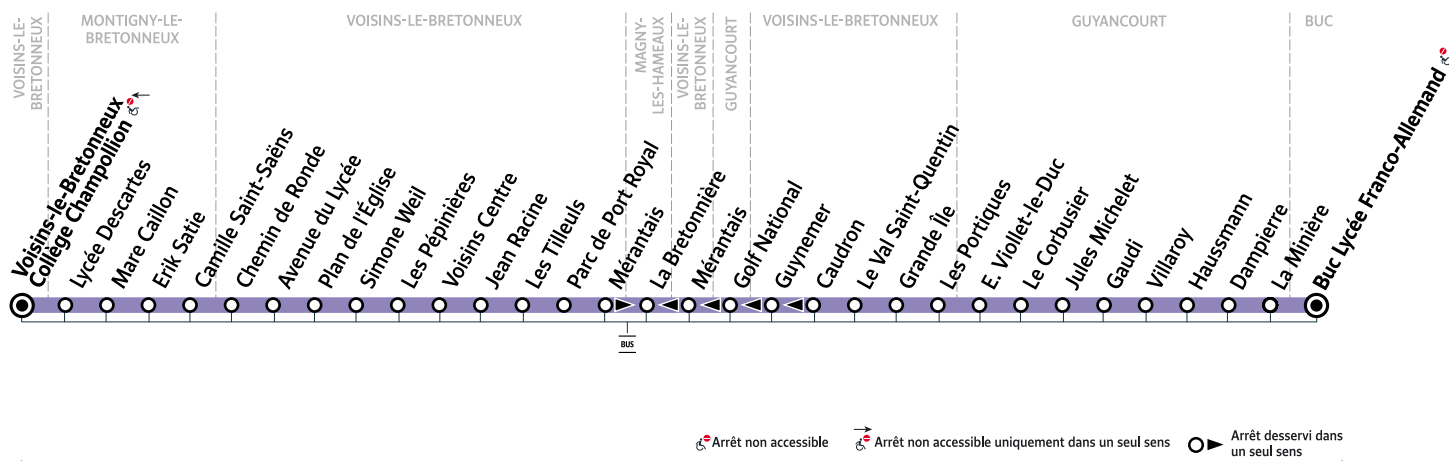 VOISINS-LE-
BRETONNEUX
MONTIGNY-LE-
BRETONNEUX
VOISINS-LE-BRETONNEUX
MAGNY-
LES-HAMEAUX
VOISINS-LE-
BRETONNEUX
GUYANCOURT
VOISINS-LE-BRETONNEUX
GUYANCOURT
BUC
Voisins-le-Bretonneux
Collège Champollion
Lycée Descartes
Mare Caillon
Erik Satie
Camille Saint-Saëns
Chemin de Ronde
Avenue du Lycée
Plan de l'Église
Simone Weil
Les Pépinières
Voisins Centre
Jean Racine
Les Tilleuls
Parc de Port Royal
Mérantais
La Bretonnière
Mérantais
Golf National
Guynemer
Caudron
Le Val Saint-Quentin
Grande Île
Les Portiques
E. Viollet-le-Duc
Le Corbusier
Jules Michelet
Gaudi
Villaroy
Haussmann
Dampierre
La Minière
Buc Lycée Franco-Allemand
BUS
Arrêt non accessible
Arrêt non accessible uniquement dans un seul sens
Arrêt desservi dans
un seul sens